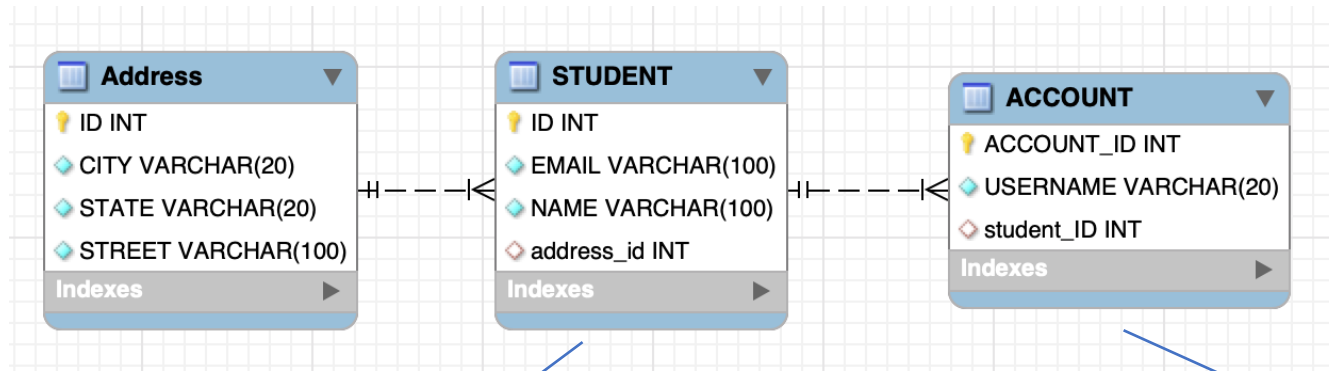 Address
ID INT
CITY VARCHAR(20)
STATE VARCHAR(20)
STREET VARCHAR(100)
Indexes
STUDENT
ID INT
EMAIL VARCHAR(100)
NAME VARCHAR(100)
address_id INT
Indexes
ACCOUNT
ACCOUNT_ID INT
USERNAME VARCHAR(20)
student_ID INT
Indexes